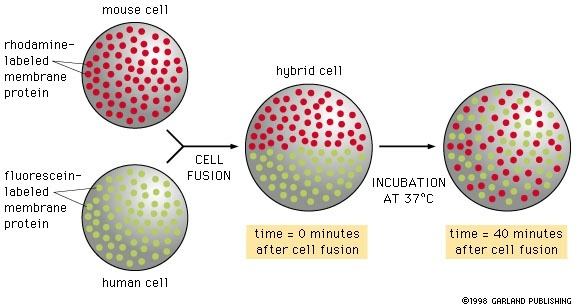 mouse cell
rhodamine-
labeled
membrane
protein
hybrid cell
CELL
FUSION
fluorescein-
labeled
membrane
protein
human cell
INCUBATION
AT 37°C
time = 0 minutes
after cell fusion
time = 40 minutes
after cell fusion
©1998 GARLAND PUBLISHING